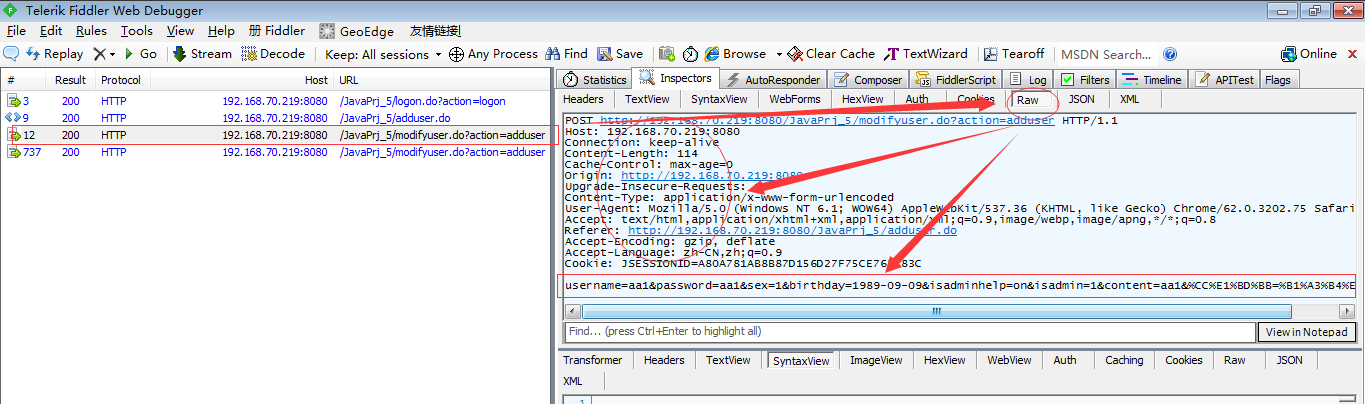 Telerik Fiddler Web Debugger
File Edit Rules Tools View Help 册 Fiddler GeoEdge 友情链接
Replay Go Stream Decode Keep: All sessions Any Process Find Save Browse Clear Cache TextWizard Tearoff MSDN Search... Online
# Result Protocol Host URL
3 200 HTTP 192.168.70.219:8080 /JavaPrj_5/logon.do?action=logon
9 200 HTTP 192.168.70.219:8080 /JavaPrj_5/adduser.do
12 200 HTTP 192.168.70.219:8080 /JavaPrj_5/modifyuser.do?action=adduser
737 200 HTTP 192.168.70.219:8080 /JavaPrj_5/modifyuser.do?action=adduser
Statistics Inspectors AutoResponder Composer FiddlerScript Log Filters Timeline APITest Flags
Headers TextView SyntaxView WebForms HexView Auth Cookies Raw JSON XML
POST http://192.168.70.219:8080/JavaPrj_5/modifyuser.do?action=adduser HTTP/1.1
Host: 192.168.70.219:8080
Connection: keep-alive
Content-Length: 114
Cache-Control: max-age=0
Origin: http://192.168.70.219:8080
Upgrade-Insecure-Requests:
Content-Type: application/x-www-form-urlencoded
User-Agent: Mozilla/5.0 (Windows NT 6.1; WOW64) AppleWebKit/537.36 (KHTML, like Gecko) Chrome/62.0.3202.75 Safari
Accept: text/html,application/xhtml+xml,application/xml;q=0.9,image/webp,image/apng,*/*;q=0.8
Referer: http://192.168.70.219:8080/JavaPrj_5/adduser.do
Accept-Encoding: gzip, deflate
Accept-Language: zh-CN,zh;q=0.9
Cookie:
username=aa1&password=aa1&sex=1&birthday=1989-09-09&isadminhelp=on&isadmin=1&content=aa1&%CC%E1%BD%BB=%B1%A3%B4%E
Find... (press Ctrl+Enter to highlight all) View in Notepad
Transformer Headers TextView SyntaxView ImageView HexView WebView Auth Caching Cookies Raw JSON
XML
1